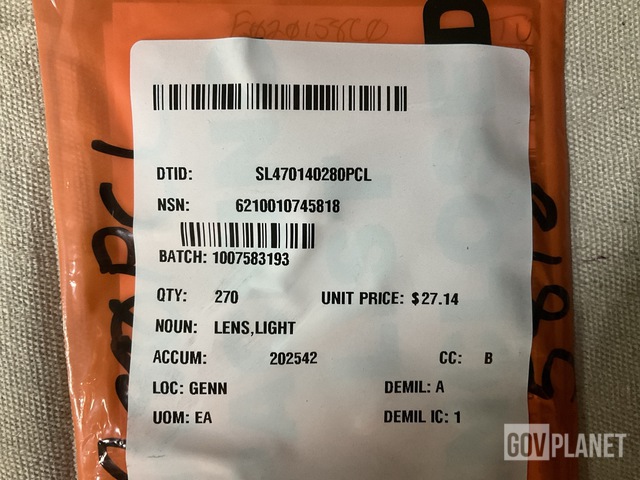 DTID: SL470140280PCL
NSN: 6210010745818
BATCH: 1007583193
QTY: 270 UNIT PRICE: $27.14
NOUN: LENS,LIGHT
ACCUM: 202542 CC: B
LOC: GENN DEMIL: A
UOM: EA DEMIL IC: 1
GOVPLANET